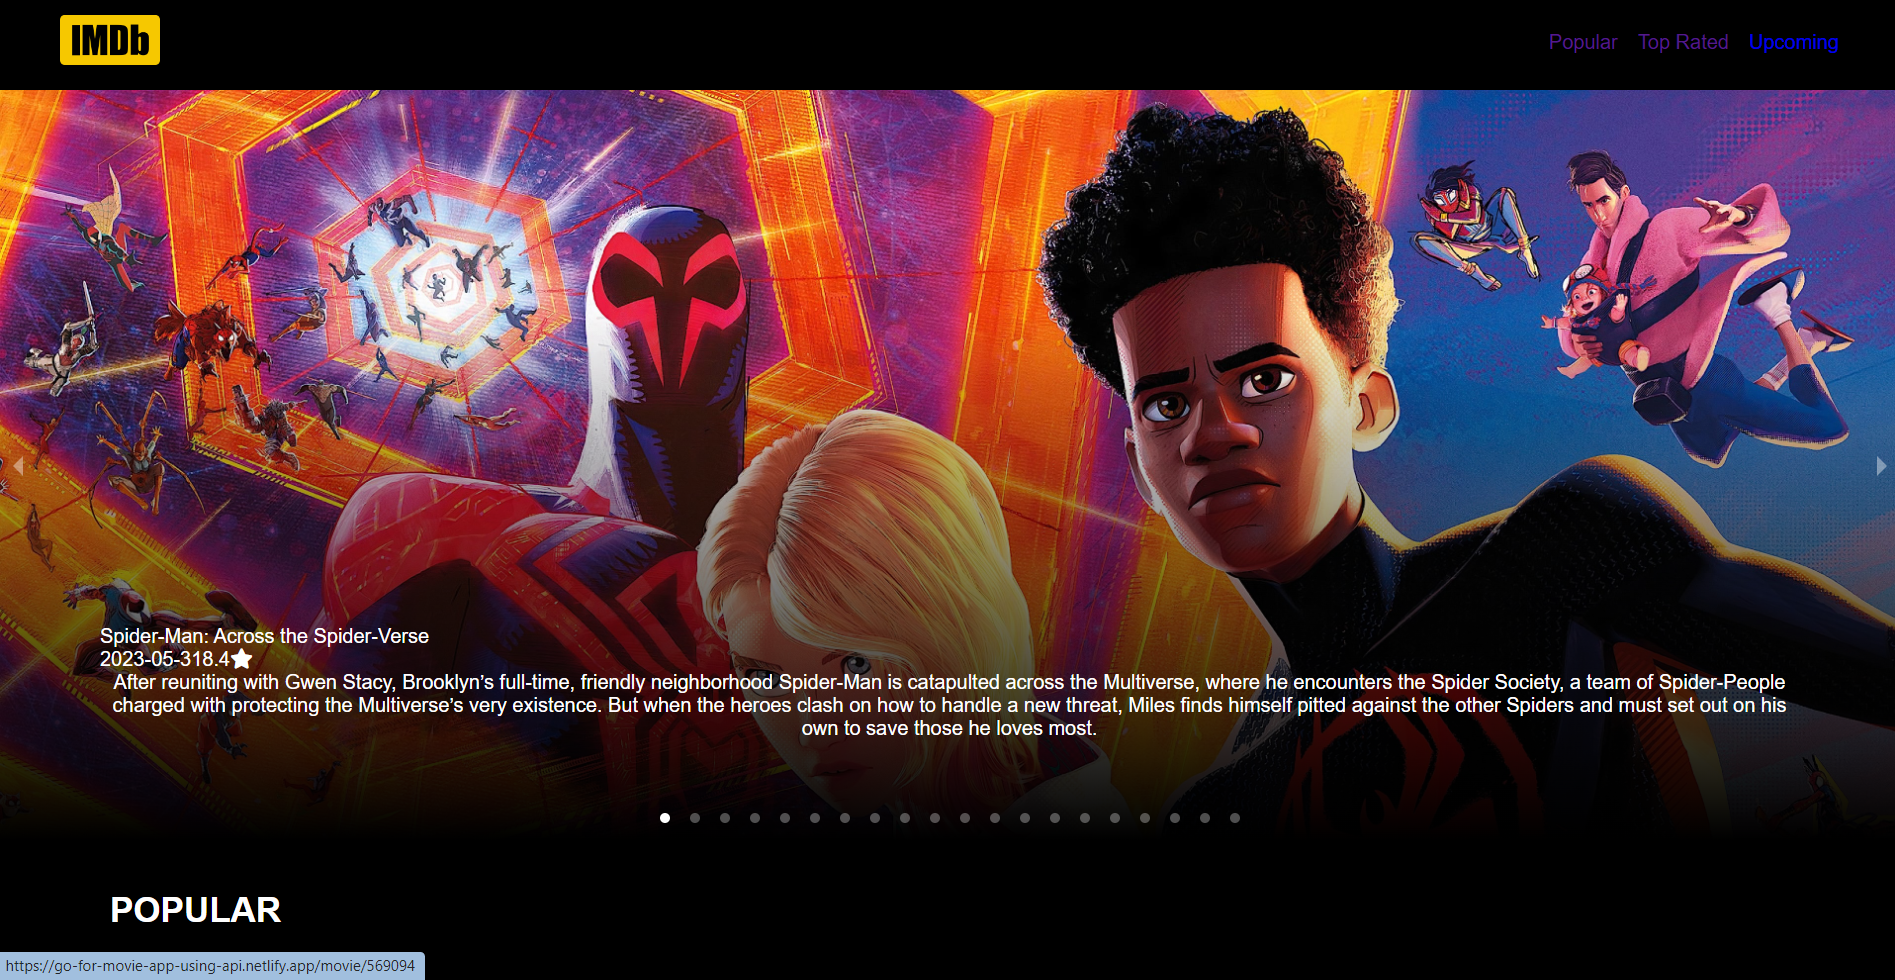 IMDb
Popular Top Rated Upcoming
Spider-Man: Across the Spider-Verse
2023-05-318.4
After reuniting with Gwen Stacy, Brooklyn’s full-time, friendly neighborhood Spider-Man is catapulted across the Multiverse, where he encounters the Spider Society, a team of Spider-People
charged with protecting the Multiverse’s very existence. But when the heroes clash on how to handle a new threat, Miles finds himself pitted against the other Spiders and must set out on his
own to save those he loves most.
POPULAR
https://go-for-movie-app-using-api.netlify.app/movie/569094